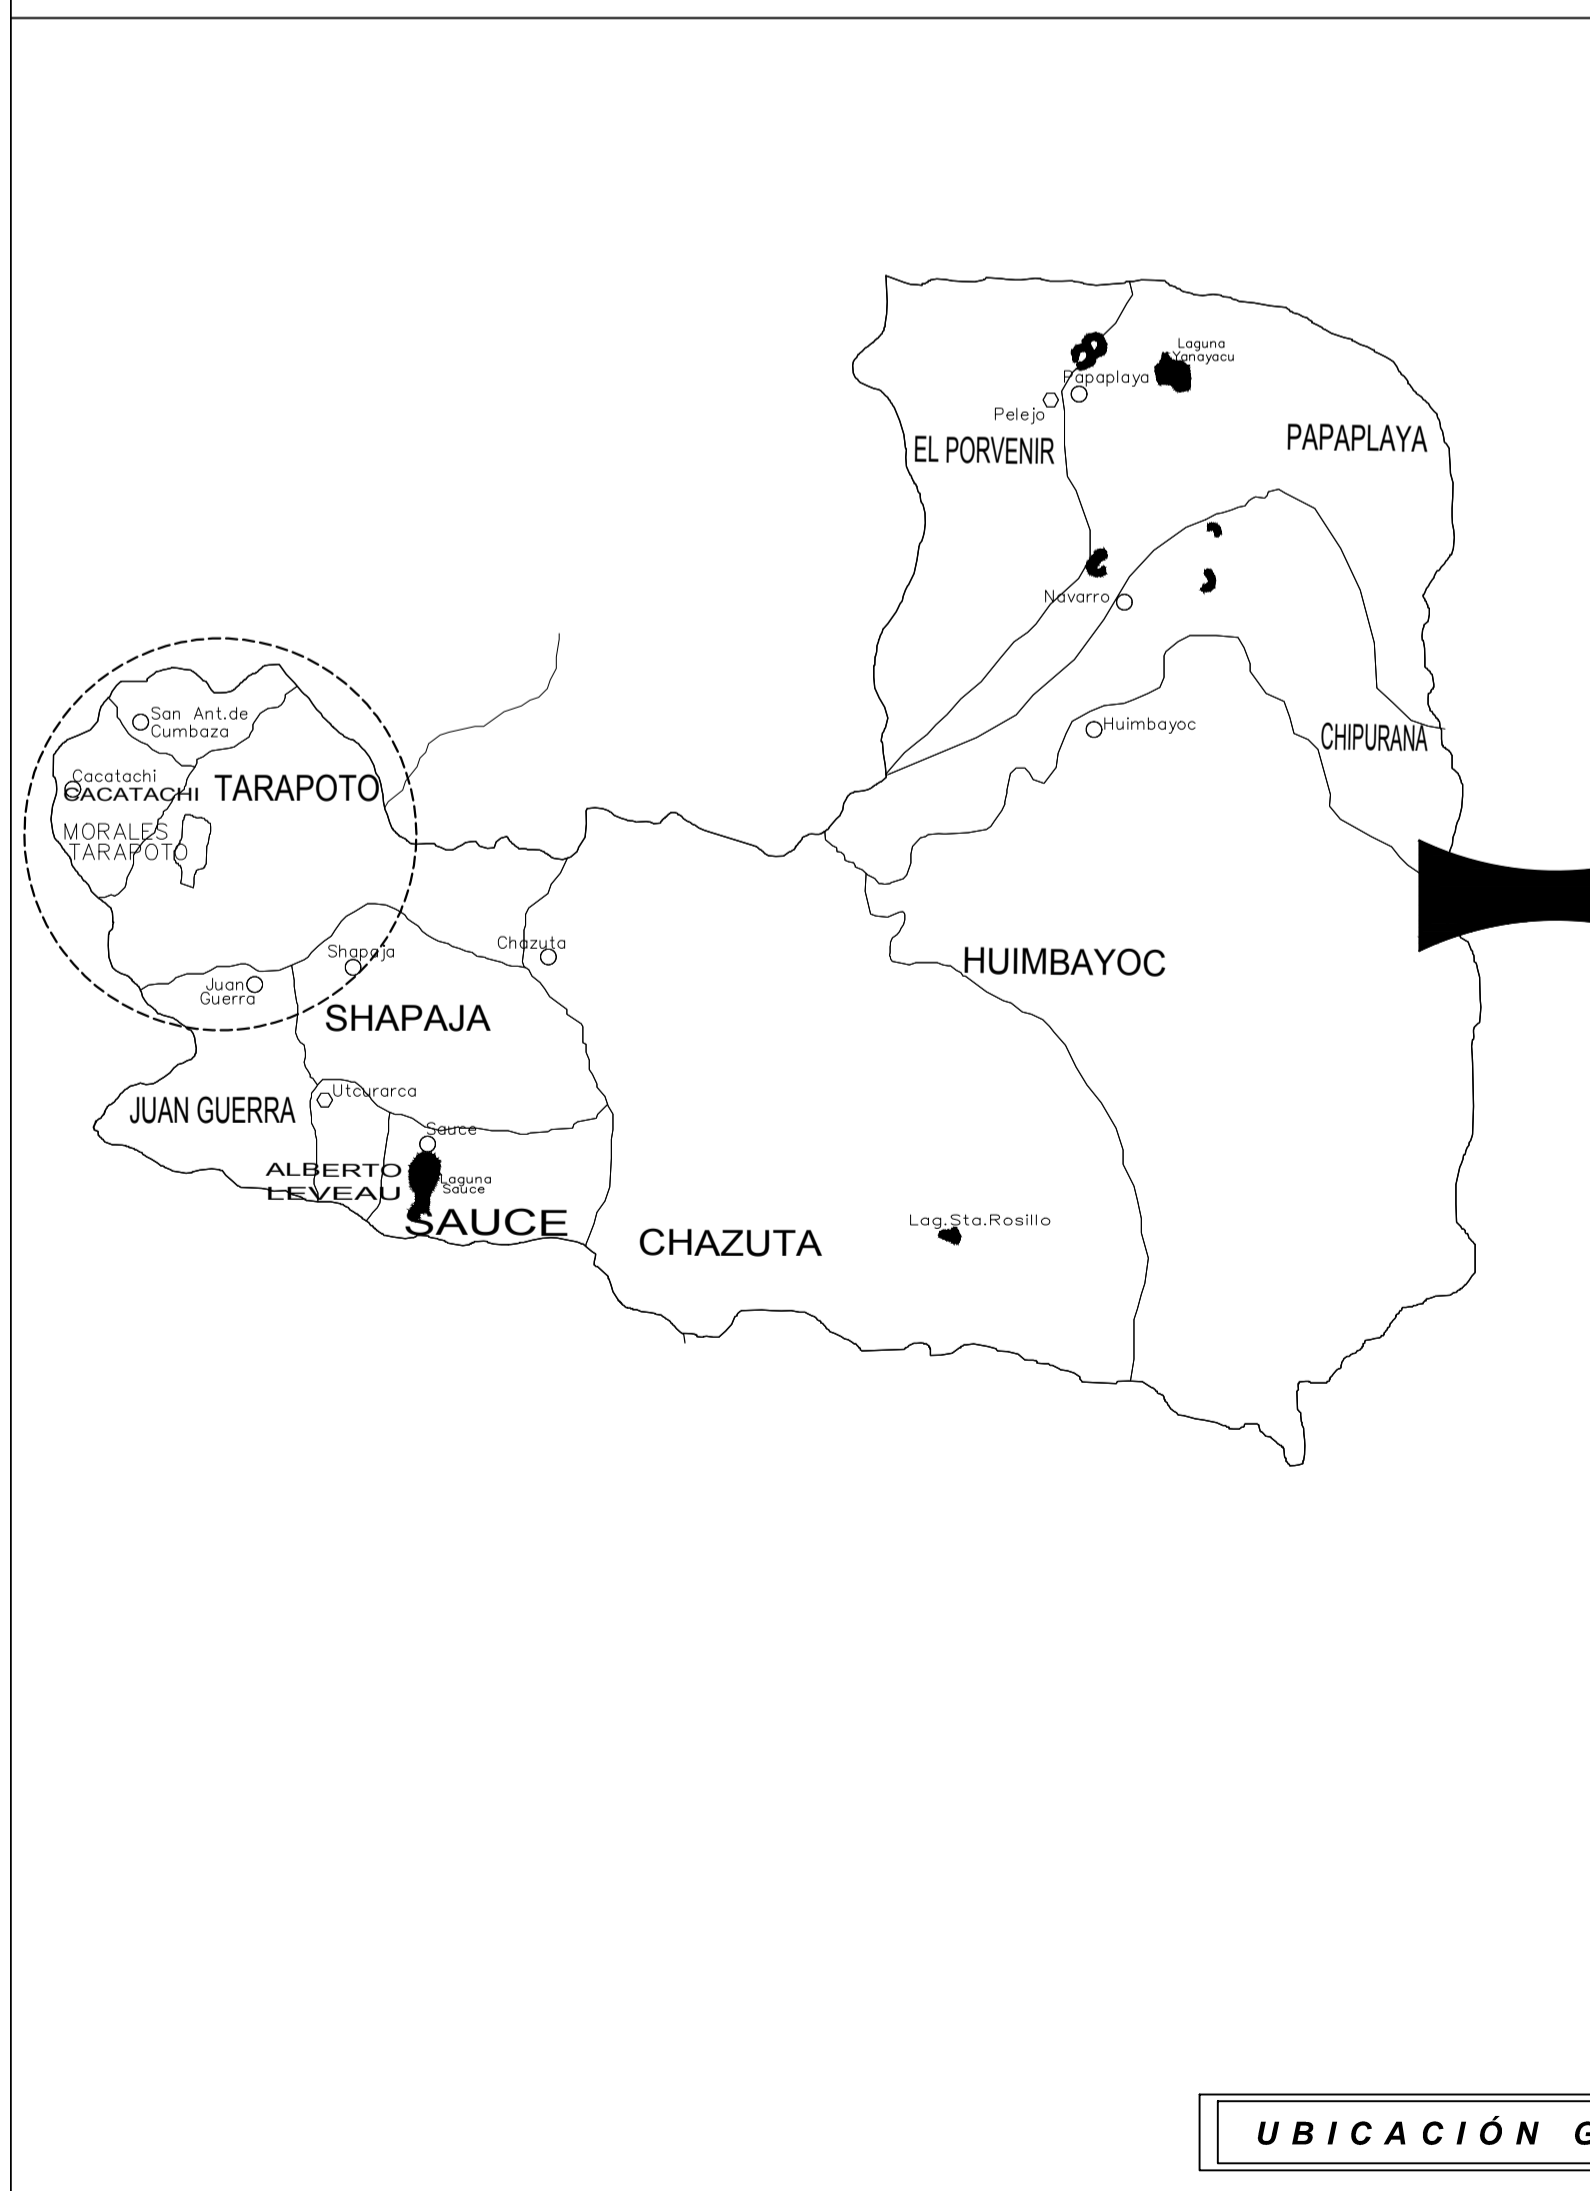 Laguna
Yanayacu
Papaplaya
Pelejo
EL PORVENIR
PAPAPLAYA
Navarro
San Ant.de
Cumbaza
Huimbayoc
CHIPURANA
Cacatachi
CACATACHI
TARAPOTO
MORALES
TARAPOTO
Chazuta
Shapaja
HUIMBAYOC
Juan
Guerra
SHAPAJA
Utcurarca
JUAN GUERRA
Sauce
ALBERTO
LEVEAU
Laguna
Sauce
SAUCE
Lag.Sta.Rosillo
CHAZUTA
UBICACIÓN G